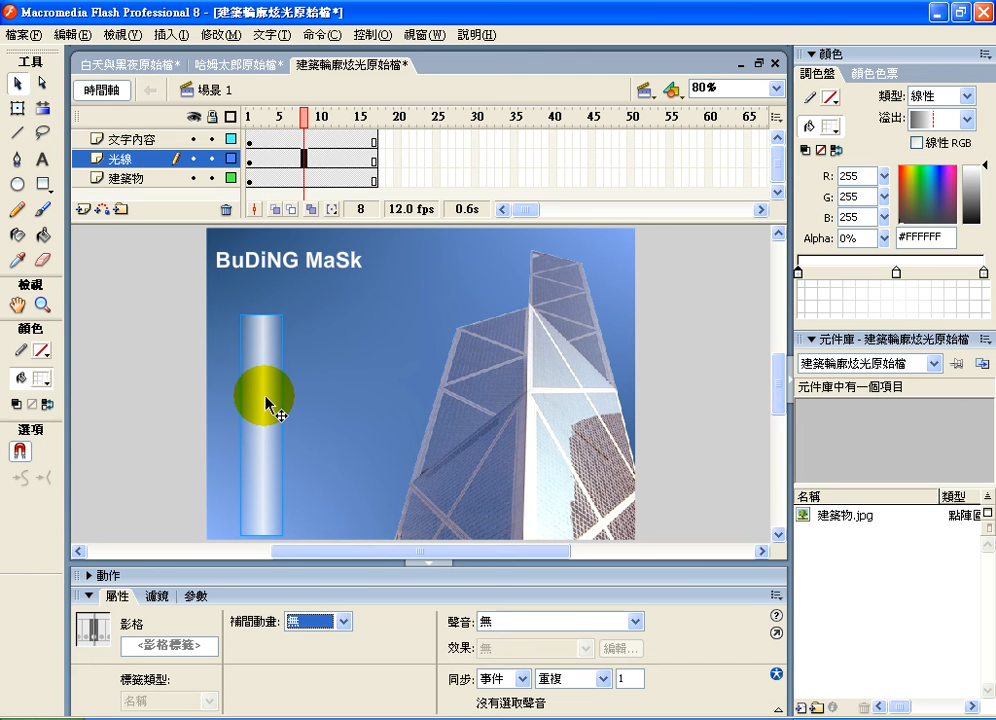 Macromedia Flash Professional 8 - [建築輪廓炫光原始檔*]
檔案(F) 編輯(E) 檢視(V) 插入(I) 修改(M) 文字(T) 命令(C) 控制(O) 視窗(W) 說明(H)
工具
檢視
顏色
選項
白天與黑夜原始檔* 哈姆太郎原始檔* 建築輪廓炫光原始檔*
時間軸 場景 1 80%
1 5 10 15 20 25 30 35 40 45 50 55 60 65
文字內容
光線
建築物
8 12.0 fps 0.6s
BuDiNG MaSk
動作
屬性 濾鏡 參數
影格
<影格標籤>
標籤類型:
名稱
補間動畫: 無
聲音: 無
效果: 無 編輯...
同步: 事件 重複 1
沒有選取聲音
顏色
調色盤 顏色色票
類型: 線性
溢出:
線性 RGB
R: 255
G: 255
B: 255
Alpha: 0% #FFFFFF
元件庫 - 建築輪廓炫光原始檔
建築輪廓炫光原始檔
元件庫中有一個項目
名稱 類型
建築物.jpg 點陣圖